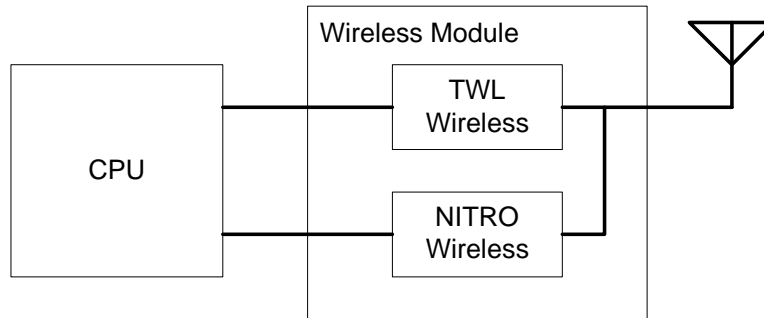 Wireless Module
TWL
Wireless
CPU
NITRO
Wireless